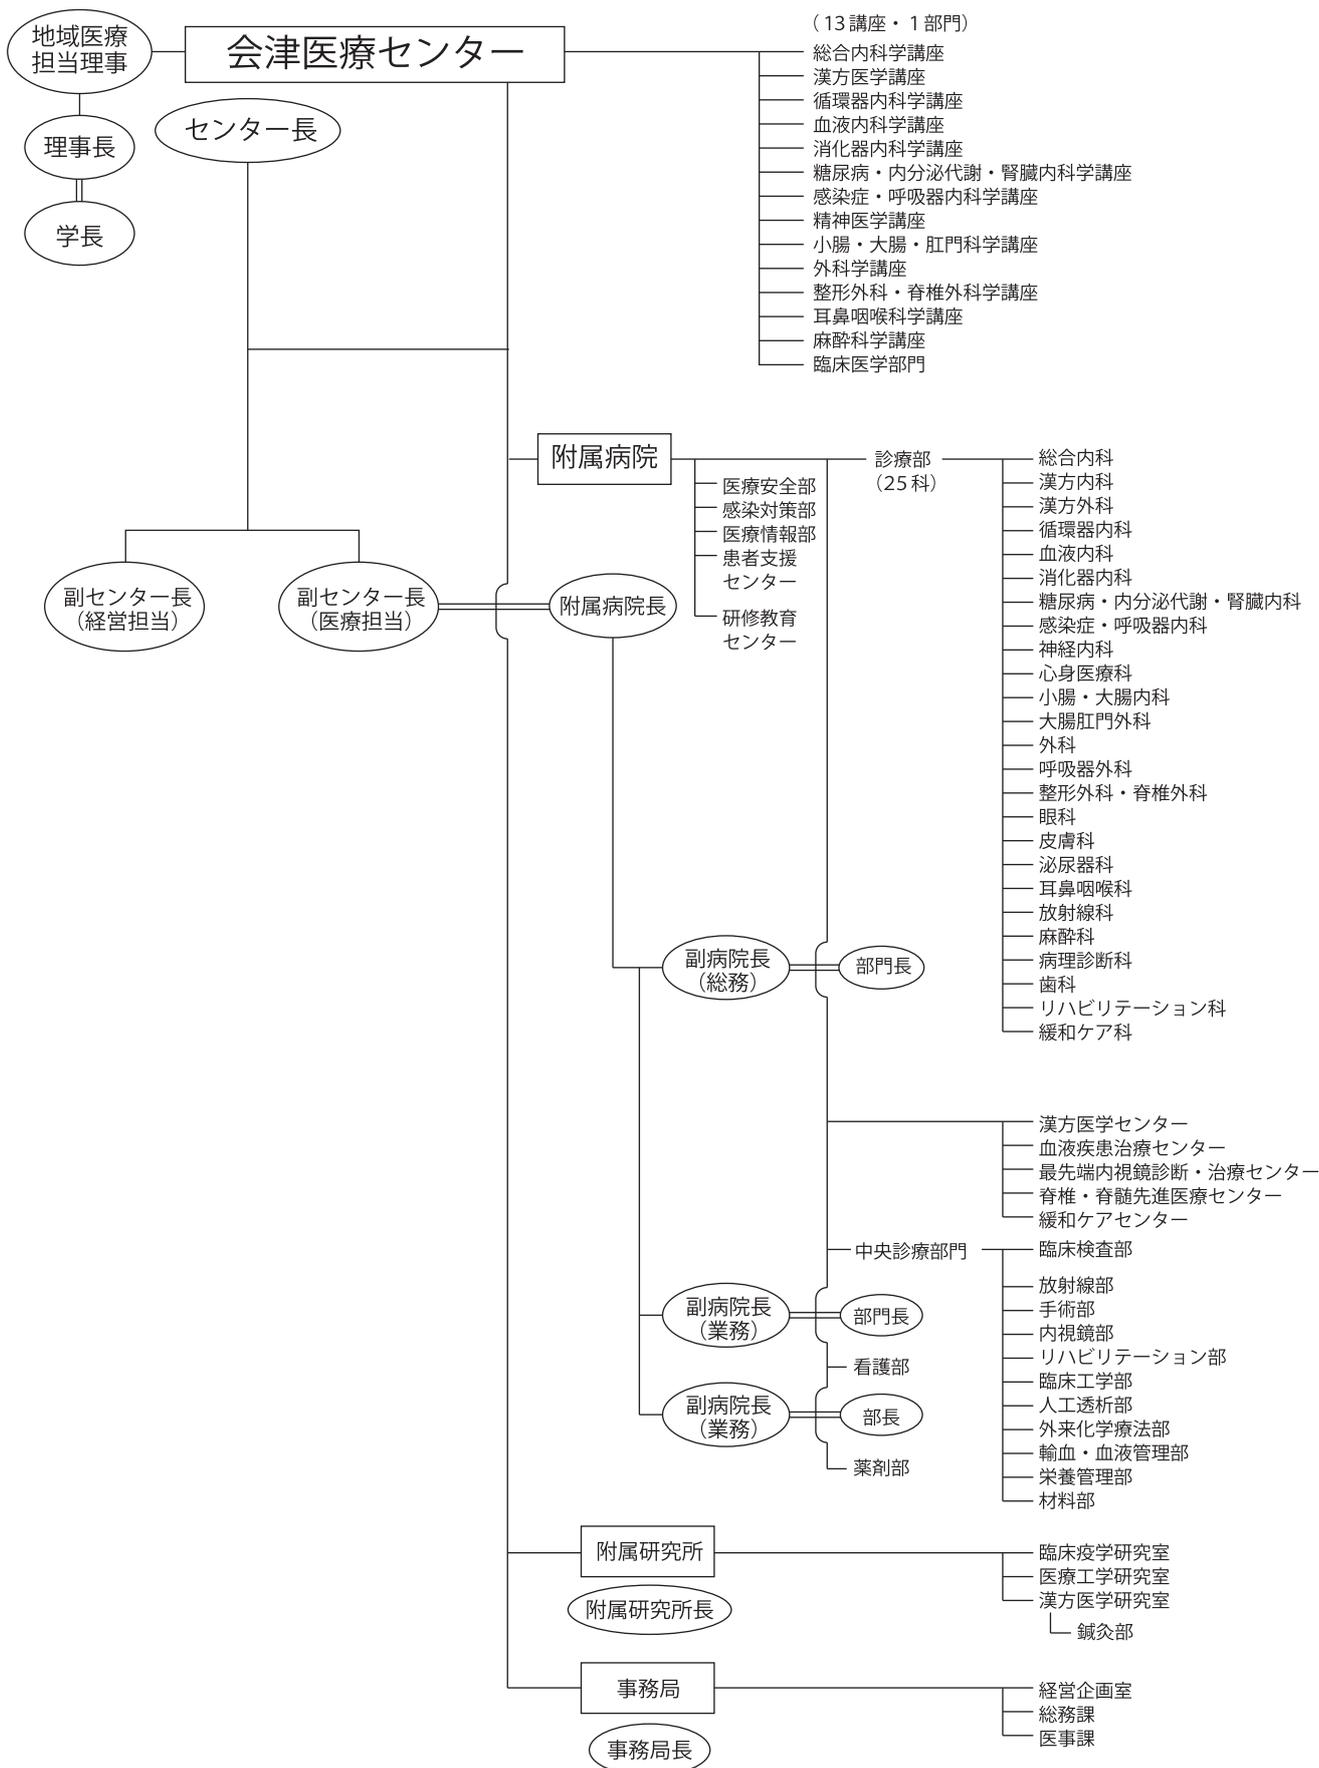 地域医療
担当理事
会津医療センター
センター長
理事長
学長
（13講座・１部門）
総合内科学講座
漢方医学講座
循環器内科学講座
血液内科学講座
消化器内科学講座
糖尿病・内分泌代謝・腎臓内科学講座
感染症・呼吸器内科学講座
精神医学講座
小腸・大腸・肛門科学講座
外科学講座
整形外科・脊椎外科学講座
耳鼻咽喉科学講座
麻酔科学講座
臨床医学部門
副センター長
（経営担当）
副センター長
（医療担当）
附属病院
附属病院長
医療安全部
感染対策部
医療情報部
患者支援
センター
研修教育
センター
診療部
（25科）
総合内科
漢方内科
漢方外科
循環器内科
血液内科
消化器内科
糖尿病・内分泌代謝・腎臓内科
感染症・呼吸器内科
神経内科
心身医療科
小腸・大腸内科
大腸肛門外科
外科
呼吸器外科
整形外科・脊椎外科
眼科
皮膚科
泌尿器科
耳鼻咽喉科
放射線科
麻酔科
病理診断科
歯科
リハビリテーション科
緩和ケア科
副病院長
（総務）
部門長
漢方医学センター
血液疾患治療センター
最先端内視鏡診断・治療センター
脊椎・脊髄先進医療センター
緩和ケアセンター
中央診療部門
臨床検査部
放射線部
手術部
内視鏡部
リハビリテーション部
臨床工学部
人工透析部
外来化学療法部
輸血・血液管理部
栄養管理部
材料部
副病院長
（業務）
部門長
看護部
副病院長
（業務）
部長
薬剤部
附属研究所
附属研究所長
臨床疫学研究室
医療工学研究室
漢方医学研究室
鍼灸部
事務局
事務局長
経営企画室
総務課
医事課